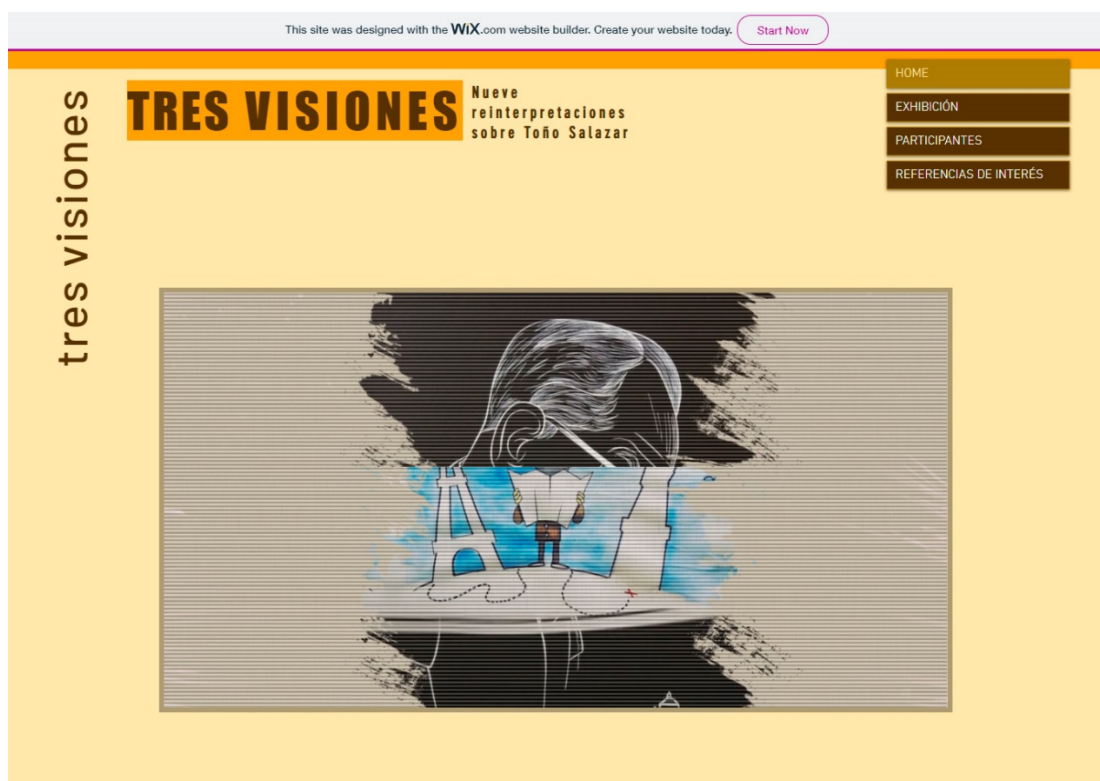 This site was designed with the WiX.com website builder. Create your website today. Start Now
tres visiones
TRES VISIONES
Nueve
reinterpretaciones
sobre Toño Salazar
HOME
EXHIBICIÓN
PARTICIPANTES
REFERENCIAS DE INTERÉS